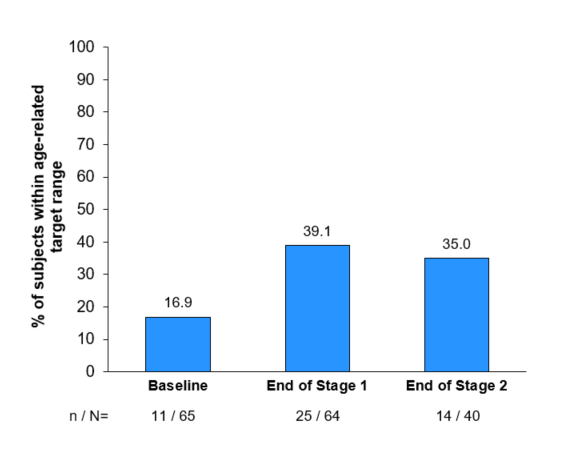 % of subjects within age-related
target range
100
90
80
70
60
50
40
30
20
10
0
16.9
39.1
35.0
Baseline
End of Stage 1
End of Stage 2
n / N=
11 / 65
25 / 64
14 / 40